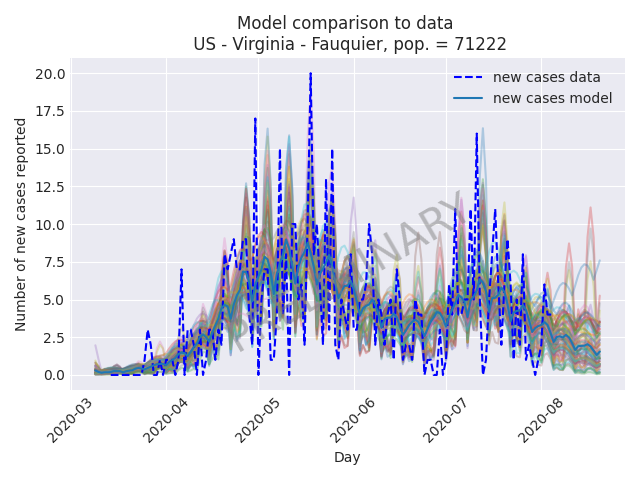 Model comparison to data
US - Virginia - Fauquier, pop. = 71222
Number of new cases reported
20.0
17.5
15.0
12.5
10.0
7.5
5.0
2.5
0.0
new cases data
new cases model
PRELIMINARY
2020-03
2020-04
2020-05
2020-06
2020-07
2020-08
Day